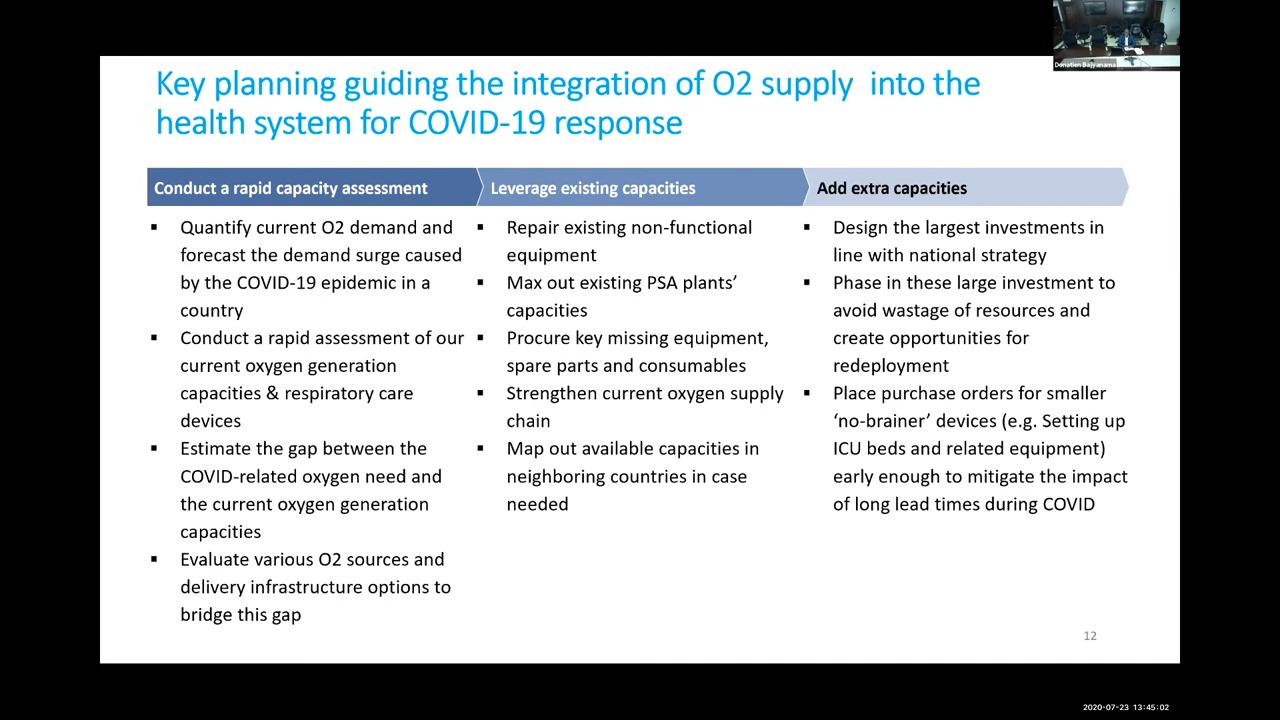 Donatien Bajyanama
Key planning guiding the integration of O2 supply  into the
health system for COVID-19 response
Conduct a rapid capacity assessment
▪ Quantify current O2 demand and
forecast the demand surge caused
by the COVID-19 epidemic in a
country
▪ Conduct a rapid assessment of our
current oxygen generation
capacities & respiratory care
devices
▪ Estimate the gap between the
COVID-related oxygen need and
the current oxygen generation
capacities
▪ Evaluate various O2 sources and
delivery infrastructure options to
bridge this gap
Leverage existing capacities
▪ Repair existing non-functional
equipment
▪ Max out existing PSA plants’
capacities
▪ Procure key missing equipment,
spare parts and consumables
▪ Strengthen current oxygen supply
chain
▪ Map out available capacities in
neighboring countries in case
needed
Add extra capacities
▪ Design the largest investments in
line with national strategy
▪ Phase in these large investment to
avoid wastage of resources and
create opportunities for
redeployment
▪ Place purchase orders for smaller
‘no-brainer’ devices (e.g. Setting up
ICU beds and related equipment)
early enough to mitigate the impact
of long lead times during COVID
12
2020-07-23 13:45:02